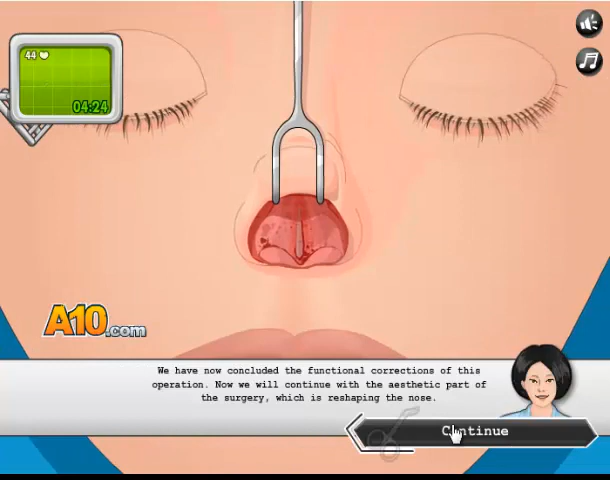 44
04:24
A10.com
We have now concluded the functional corrections of this
operation. Now we will continue with the aesthetic part of
the surgery, which is reshaping the nose.
Continue